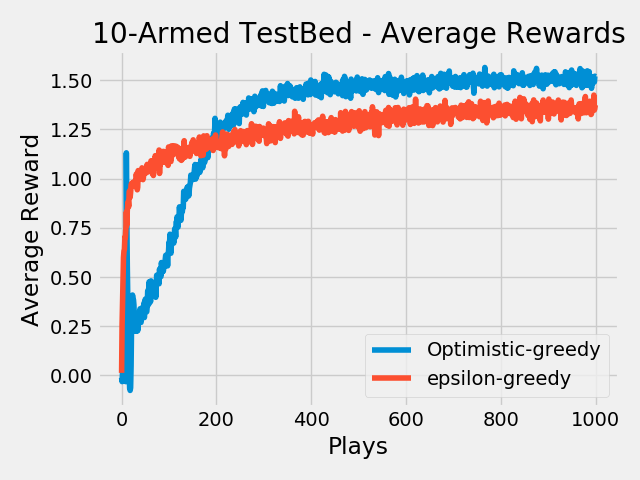 10-Armed TestBed - Average Rewards
Average Reward
1.50
1.25
1.00
0.75
0.50
0.25
0.00
Optimistic-greedy
epsilon-greedy
0 200 400 600 800 1000
Plays